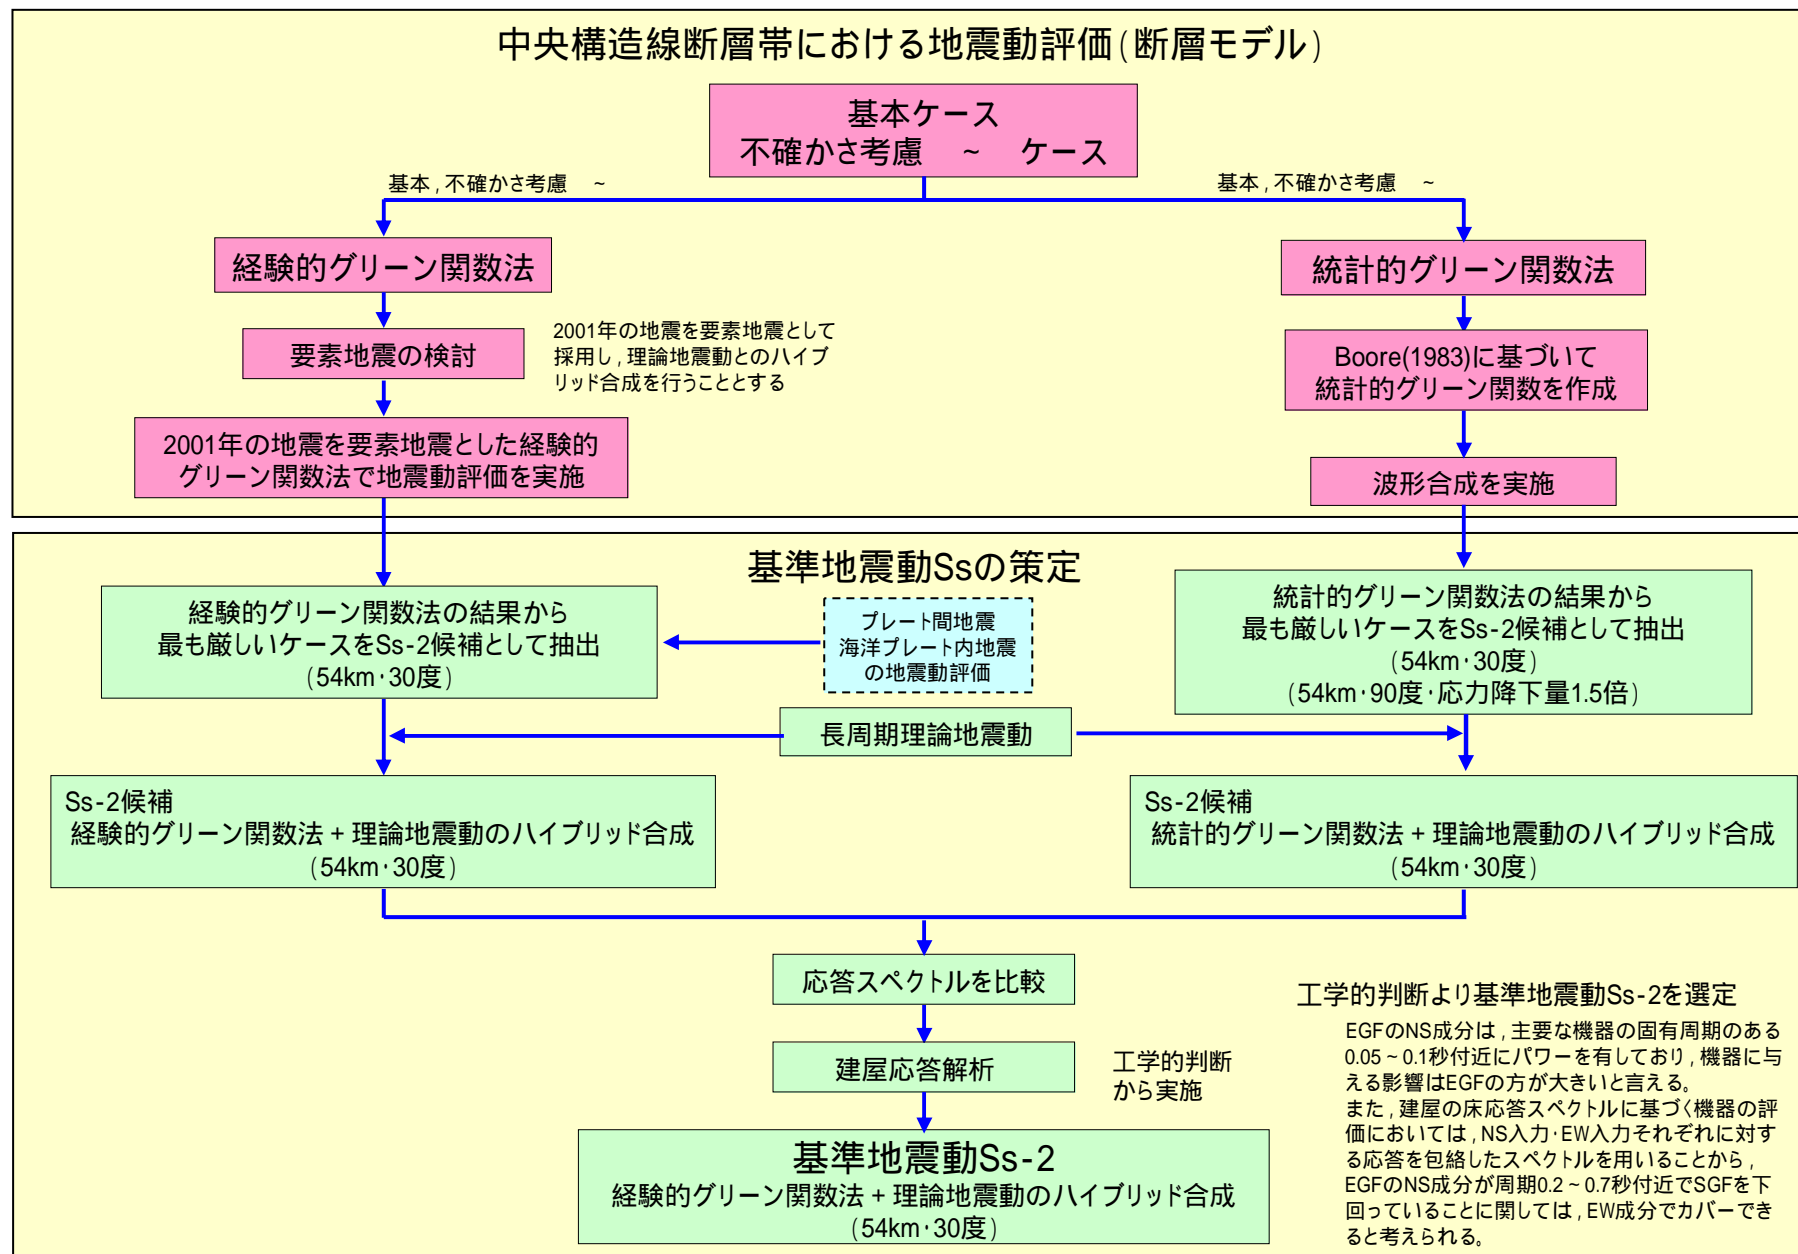 中央構造線断層帯における地震動評価(断層モデル)
基本ケース
不確かさ考慮　~　ケース
基本,不確かさ考慮　~
基本,不確かさ考慮　~
経験的グリーン関数法
統計的グリーン関数法
要素地震の検討
2001年の地震を要素地震として
採用し,理論地震動とのハイブ
リッド合成を行うこととする
Boore(1983)に基づいて
統計的グリーン関数を作成
2001年の地震を要素地震とした経験的
グリーン関数法で地震動評価を実施
波形合成を実施
基準地震動Ssの策定
経験的グリーン関数法の結果から
最も厳しいケースをSs-2候補として抽出
(54km・30度)
プレート間地震
海洋プレート内地震
の地震動評価
統計的グリーン関数法の結果から
最も厳しいケースをSs-2候補として抽出
(54km・30度)
(54km・90度・応力降下量1.5倍)
長周期理論地震動
Ss-2候補
経験的グリーン関数法+理論地震動のハイブリッド合成
(54km・30度)
Ss-2候補
統計的グリーン関数法+理論地震動のハイブリッド合成
(54km・30度)
応答スペクトルを比較
建屋応答解析
工学的判断
から実施
基準地震動Ss-2
経験的グリーン関数法+理論地震動のハイブリッド合成
(54km・30度)
工学的判断より基準地震動Ss-2を選定
EGFのNS成分は,主要な機器の固有周期のある
0.05~0.1秒付近にパワーを有しており,機器に与
える影響はEGFの方が大きいと言える。
また,建屋の床応答スペクトルに基づく機器の評
価においては,NS入力・EW入力それぞれに対す
る応答を包絡したスペクトルを用いることから,
EGFのNS成分が周期0.2~0.7秒付近でSGFを下
回っていることに関しては,EW成分でカバーでき
ると考えられる。